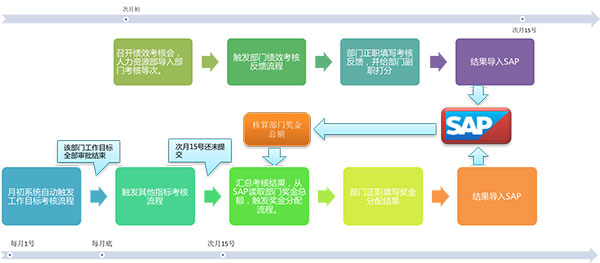 次月初
次月15号
召开绩效考核会，
人力资源部导入部
门考核等次。
触发部门绩效考核
反馈流程
部门正职填写考核
反馈，并给部门副
职打分
结果导入SAP
核算部门奖金
总额
SAP
该部门工作目标
全部审批结束
次月15号还未提
交
月初系统自动触发
工作目标考核流程
触发其他指标考核
流程
汇总考核结果，从
SAP读取部门奖金总
额，触发奖金分配
流程。
部门正职填写奖金
分配结果
结果导入SAP
每月1号
每月底
次月15号